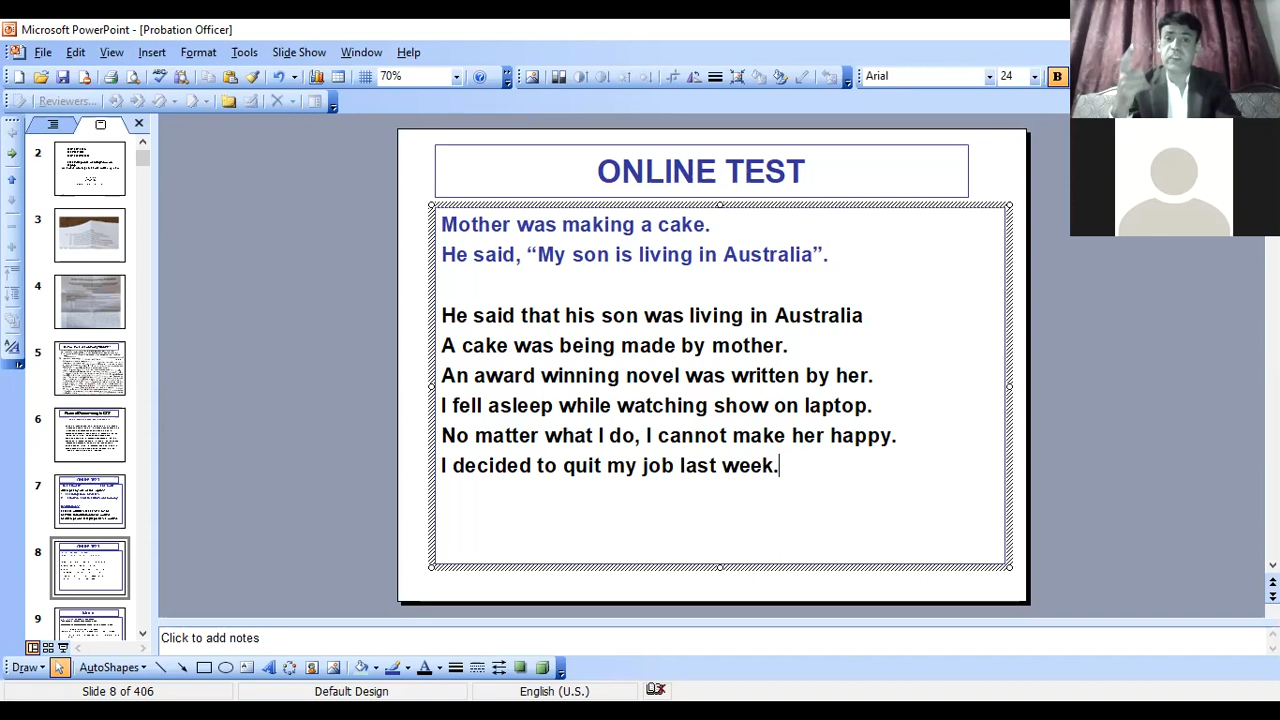 Microsoft PowerPoint - [Probation Officer]
File Edit View Insert Format Tools Slide Show Window Help
70% Arial 24 B
Reviewers...
2
3
4
5
6
7
8
9
ONLINE TEST
Mother was making a cake.
He said, “My son is living in Australia”.
He said that his son was living in Australia
A cake was being made by mother.
An award winning novel was written by her.
I fell asleep while watching show on laptop.
No matter what I do, I cannot make her happy.
I decided to quit my job last week.
Click to add notes
Draw AutoShapes
Slide 8 of 406 Default Design English (U.S.)